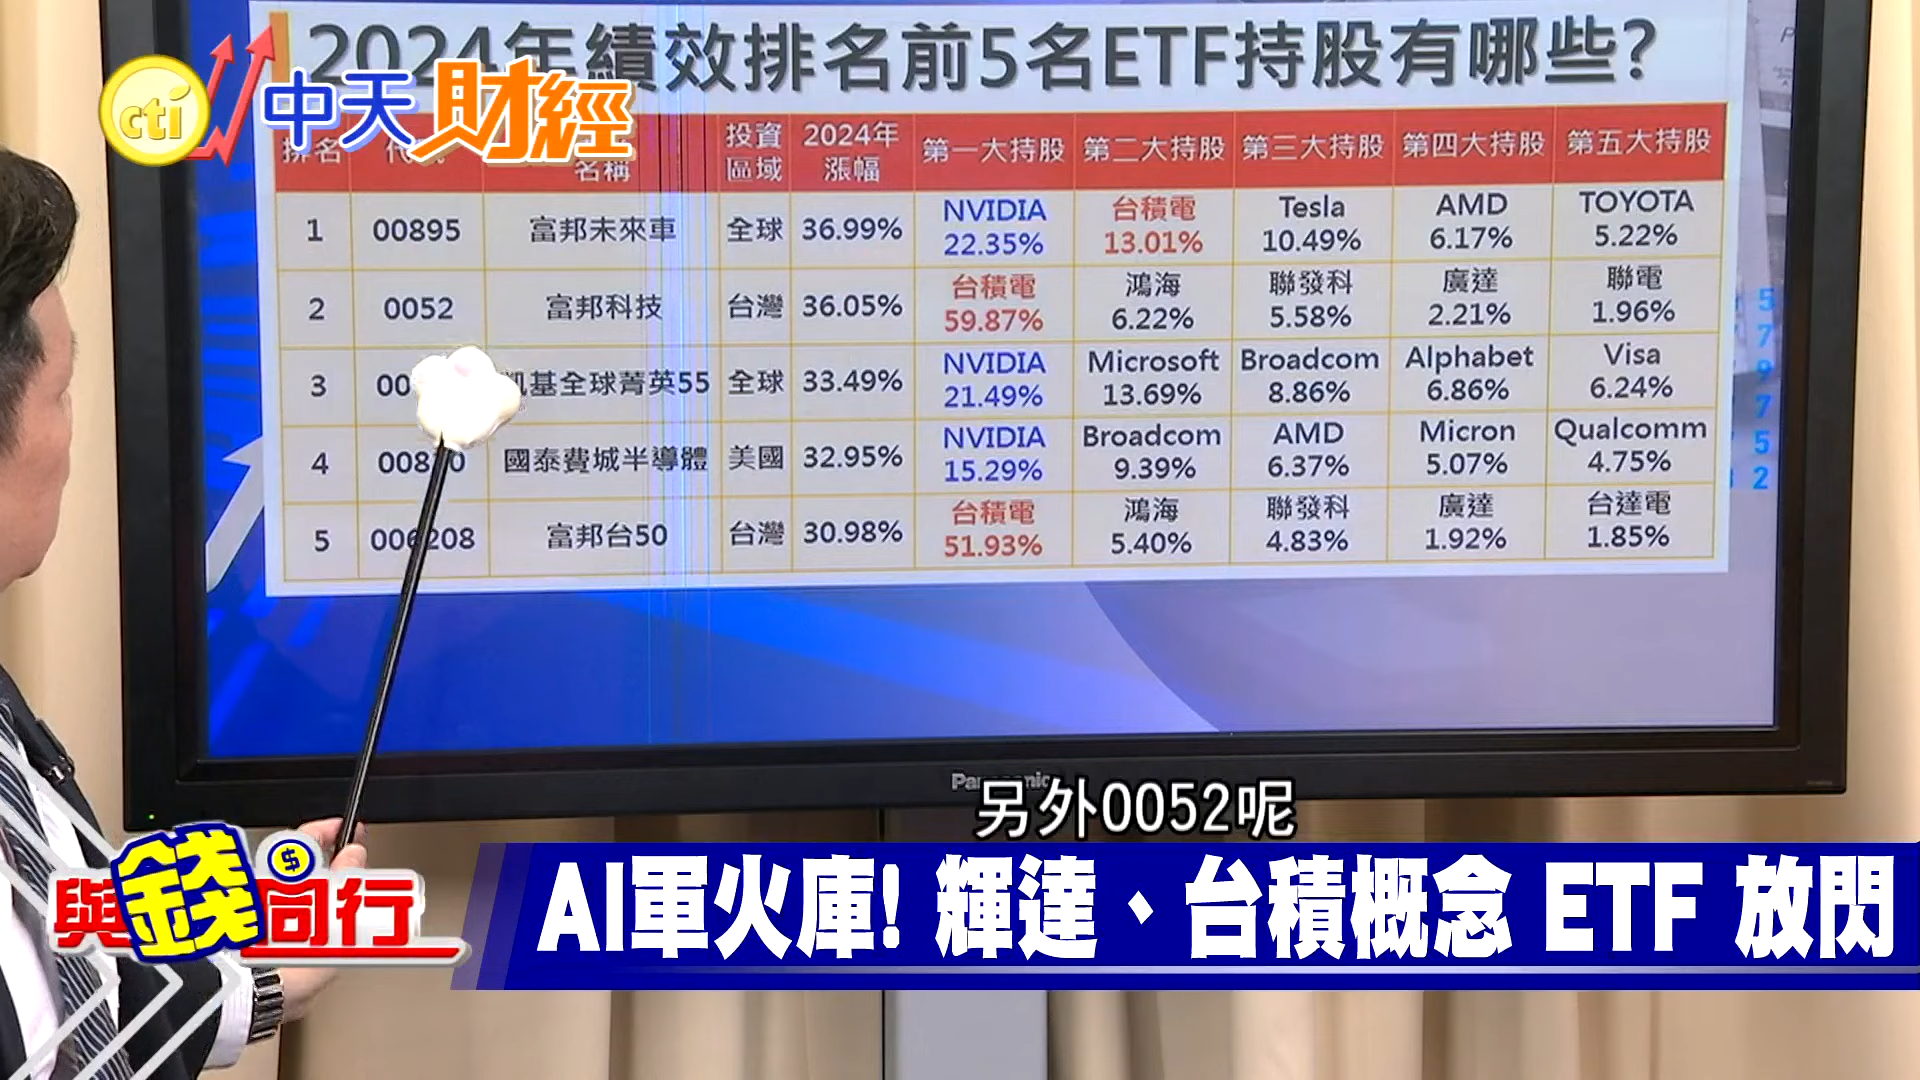 2024年績效排名前5名ETF持股有哪些?
cti 中天財經
排名 名稱 投資區域 2024年漲幅 第一大持股 第二大持股 第三大持股 第四大持股 第五大持股
1 00895 富邦未來車 全球 36.99% NVIDIA 22.35% 台積電 13.01% Tesla 10.49% AMD 6.17% TOYOTA 5.22%
2 0052 富邦科技 台灣 36.05% 台積電 59.87% 鴻海 6.22% 聯發科 5.58% 廣達 2.21% 聯電 1.96%
3 凱基全球菁英55 全球 33.49% NVIDIA 21.49% Microsoft 13.69% Broadcom 8.86% Alphabet 6.86% Visa 6.24%
4 國泰費城半導體 美國 32.95% NVIDIA 15.29% Broadcom 9.39% AMD 6.37% Micron 5.07% Qualcomm 4.75%
5 006208 富邦台50 台灣 30.98% 台積電 51.93% 鴻海 5.40% 聯發科 4.83% 廣達 1.92% 台達電 1.85%
5
7
9
7
5
2
Panasonic
另外0052呢
與錢同行
AI軍火庫! 輝達、台積概念 ETF 放閃